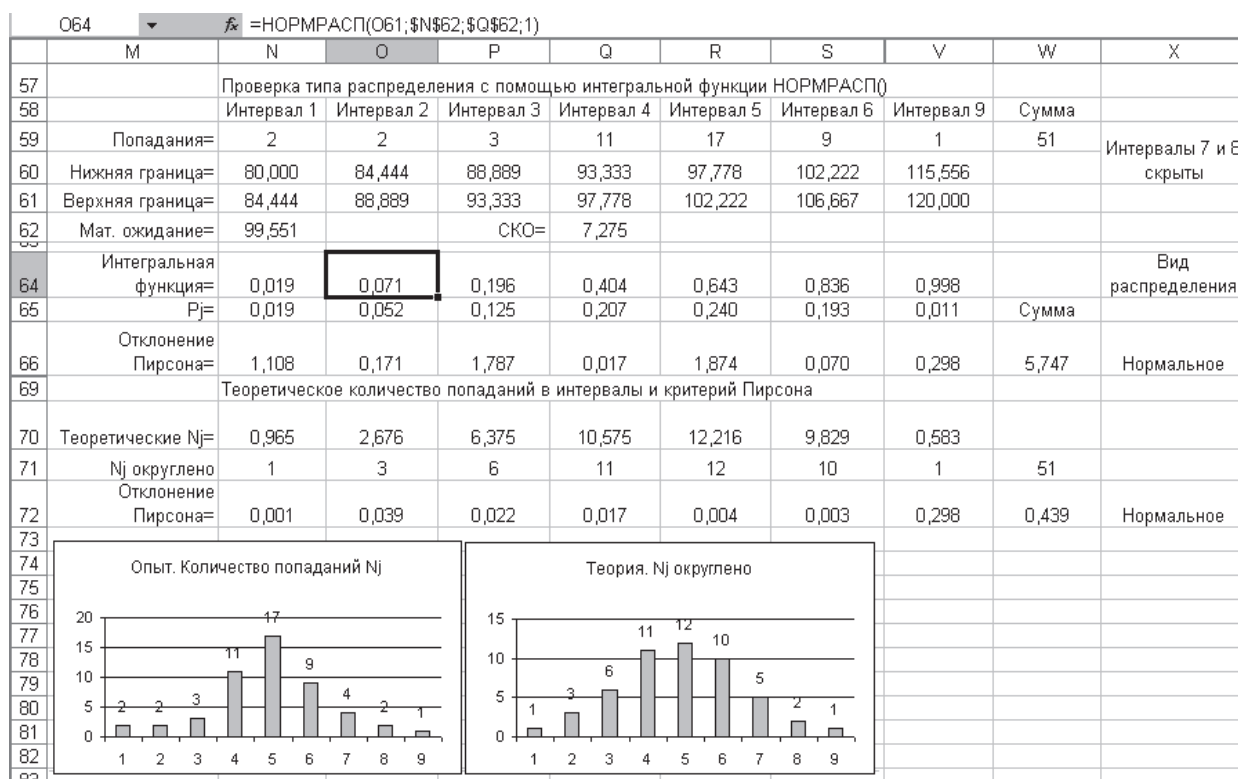 O64 fx =НОРМРАСП(O61;$N$62;$Q$62;1)
M N O P Q R S V W X
57 Проверка типа распределения с помощью интегральной функции НОРМРАСП()
58 Интервал 1 Интервал 2 Интервал 3 Интервал 4 Интервал 5 Интервал 6 Интервал 9 Сумма
59 Попадания= 2 2 3 11 17 9 1 51
Интервалы 7 и 8
скрыты
60 Нижняя граница= 80,000 84,444 88,889 93,333 97,778 102,222 115,556
61 Верхняя граница= 84,444 88,889 93,333 97,778 102,222 106,667 120,000
62 Мат. ожидание= 99,551 СКО= 7,275
Интегральная
64 функция= 0,019 0,071 0,196 0,404 0,643 0,836 0,998
Вид
распределения
65 Pj= 0,019 0,052 0,125 0,207 0,240 0,193 0,011 Сумма
Отклонение
66 Пирсона= 1,108 0,171 1,787 0,017 1,874 0,070 0,298 5,747 Нормальное
69 Теоретическое количество попаданий в интервалы и критерий Пирсона
70 Теоретические Nj= 0,965 2,676 6,375 10,575 12,216 9,829 0,583
71 Nj округлено 1 3 6 11 12 10 1 51
Отклонение
72 Пирсона= 0,001 0,039 0,022 0,017 0,004 0,003 0,298 0,439 Нормальное
73
74
75
76
77
78
79
80
81
82
Опыт. Количество попаданий Nj
20
15
10
5
0
2 2 3 11 17 9 4 2 1
1 2 3 4 5 6 7 8 9
Теория. Nj округлено
15
10
5
0
1 3 6 11 12 10 5 2 1
1 2 3 4 5 6 7 8 9